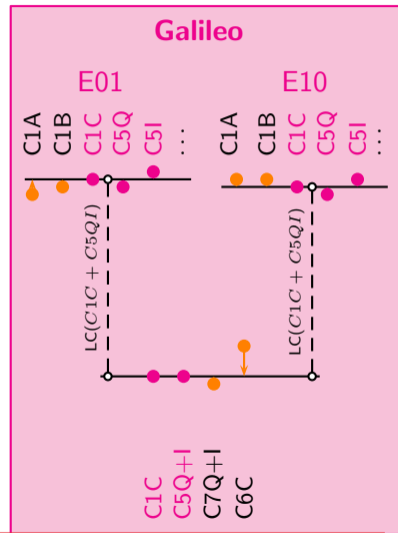 Galileo
E01 E10
C1A C1B C1C C5Q C5I ... C1A C1B C1C C5Q C5I ...
LC(C1C + C5QI) LC(C1C + C5QI)
C1C C5Q+I C7Q+I C6C